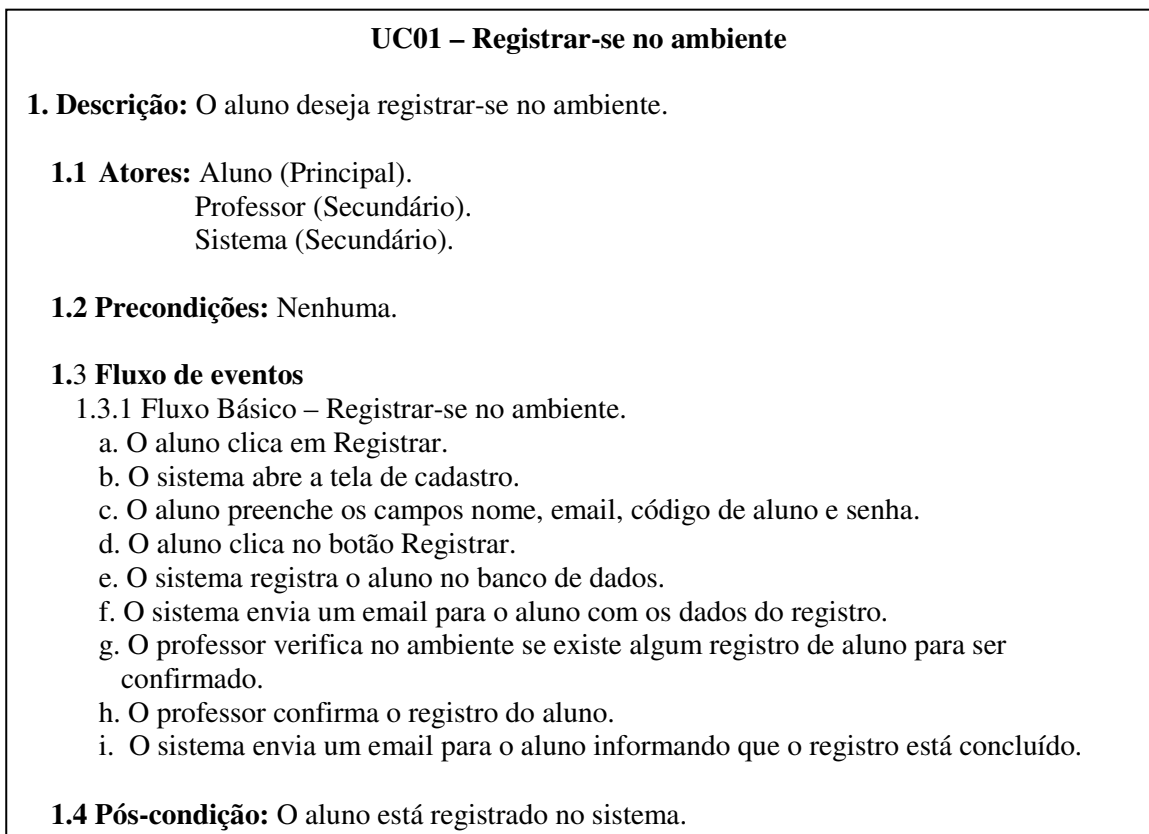 UC01 – Registrar-se no ambiente
1. Descrição: O aluno deseja registrar-se no ambiente.
1.1 Atores: Aluno (Principal).
Professor (Secundário).
Sistema (Secundário).
1.2 Precondições: Nenhuma.
1.3 Fluxo de eventos
1.3.1 Fluxo Básico – Registrar-se no ambiente.
a. O aluno clica em Registrar.
b. O sistema abre a tela de cadastro.
c. O aluno preenche os campos nome, email, código de aluno e senha.
d. O aluno clica no botão Registrar.
e. O sistema registra o aluno no banco de dados.
f. O sistema envia um email para o aluno com os dados do registro.
g. O professor verifica no ambiente se existe algum registro de aluno para ser
confirmado.
h. O professor confirma o registro do aluno.
i. O sistema envia um email para o aluno informando que o registro está concluído.
1.4 Pós-condição: O aluno está registrado no sistema.